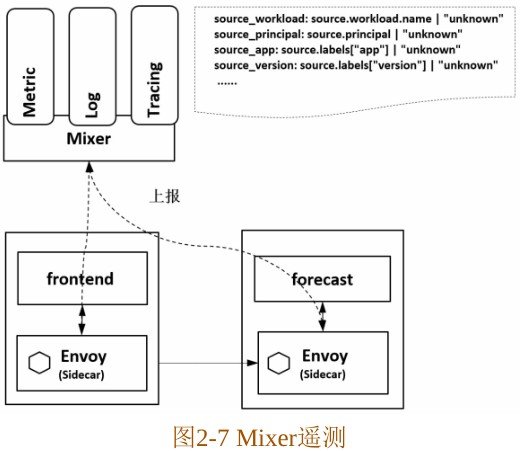 Metric
Log
Tracing
Mixer
source_workload: source.workload.name | "unknown"
source_principal: source.principal | "unknown"
source_app: source.labels["app"] | "unknown"
source_version: source.labels["version"] | "unknown"
......
上报
frontend
Envoy
(Sidecar)
forecast
Envoy
(Sidecar)
图2-7 Mixer遥测